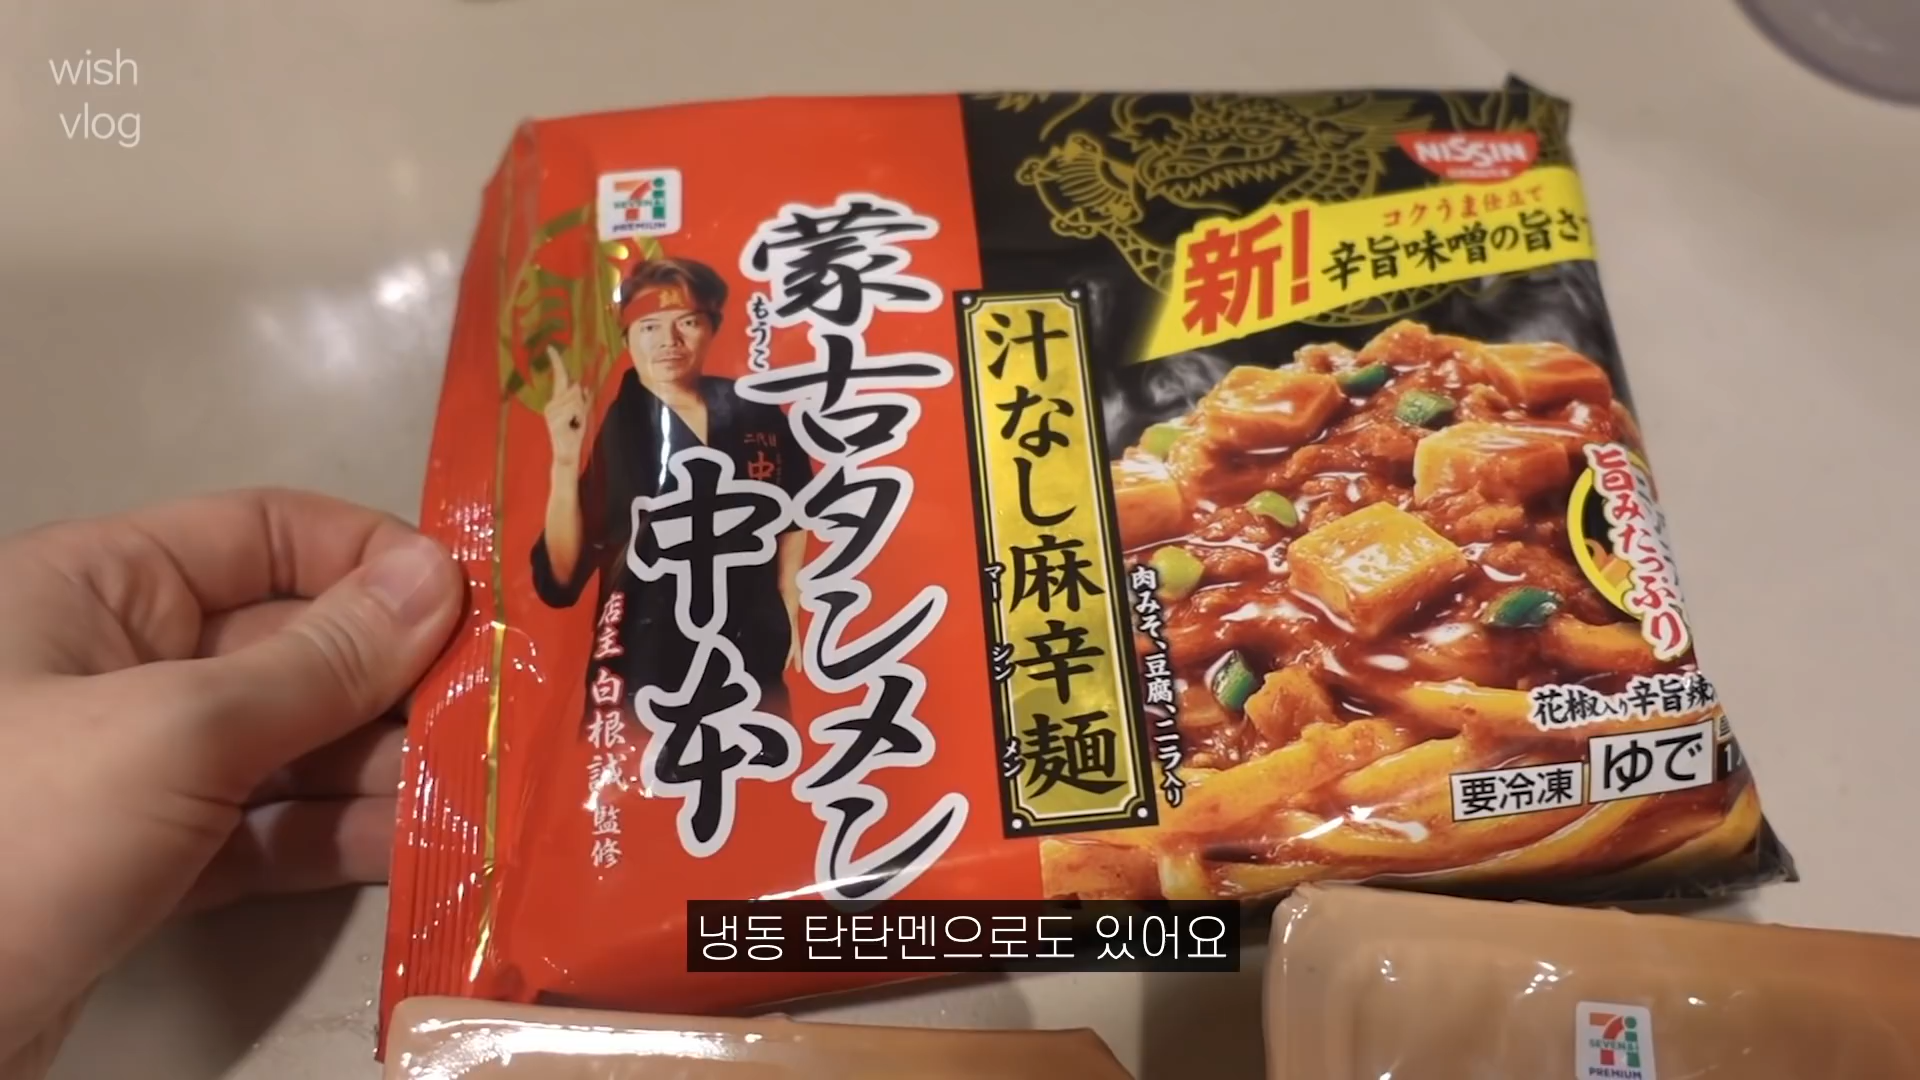 wish
vlog
7
SEVEN&i
PREMIUM
蒙古タンメン
もうこ
中本
二代目
中
店主 白根誠 監修
汁なし麻辛麺
マーシンメン
肉みそ、豆腐、ニラ入り
NISSIN
新!
コクうま仕立て
辛旨味噌の旨さ
旨みたっぷり
花椒入り辛旨辣
要冷凍
ゆで
냉동 탄탄멘으로도 있어요
7
SEVEN&i
PREMIUM